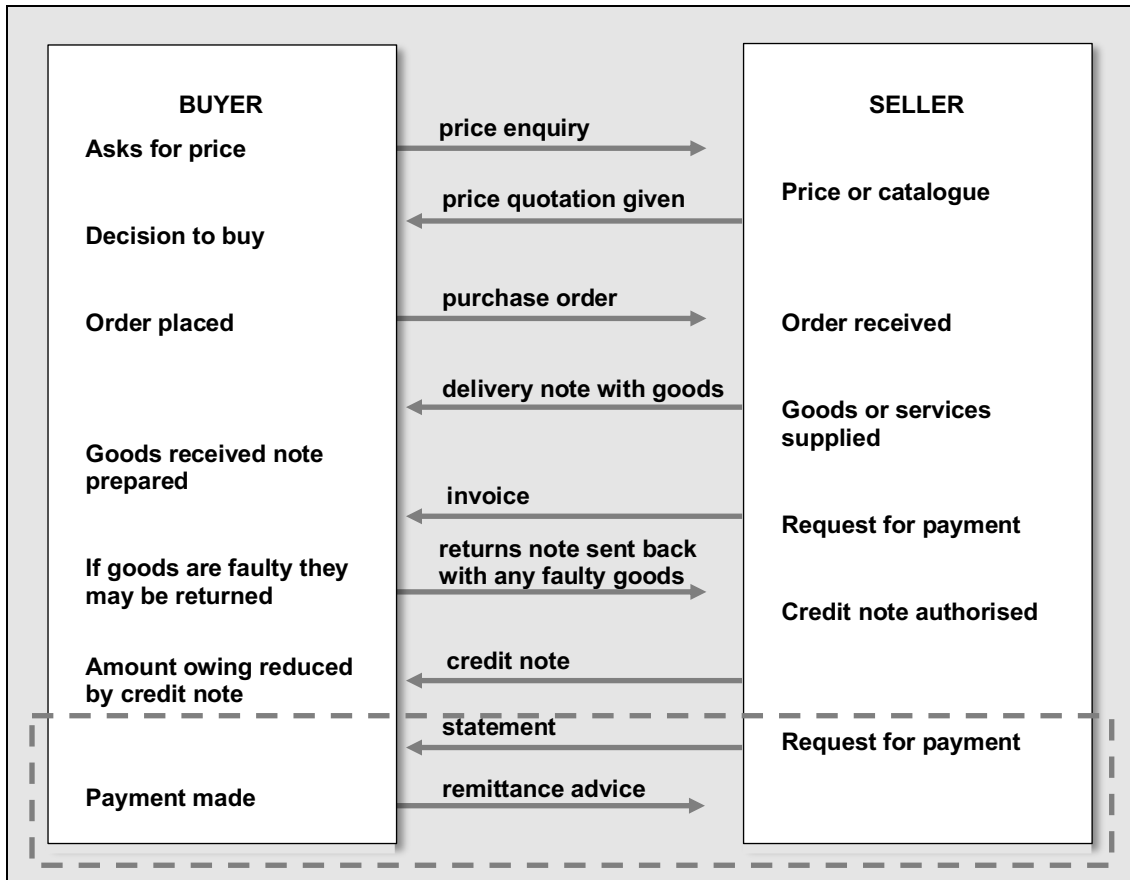 BUYER
SELLER
price enquiry
Asks for price
Price or catalogue
price quotation given
Decision to buy
purchase order
Order placed
Order received
delivery note with goods
Goods or services
supplied
Goods received note
prepared
invoice
Request for payment
returns note sent back
with any faulty goods
If goods are faulty they
may be returned
Credit note authorised
credit note
Amount owing reduced
by credit note
statement
Request for payment
remittance advice
Payment made